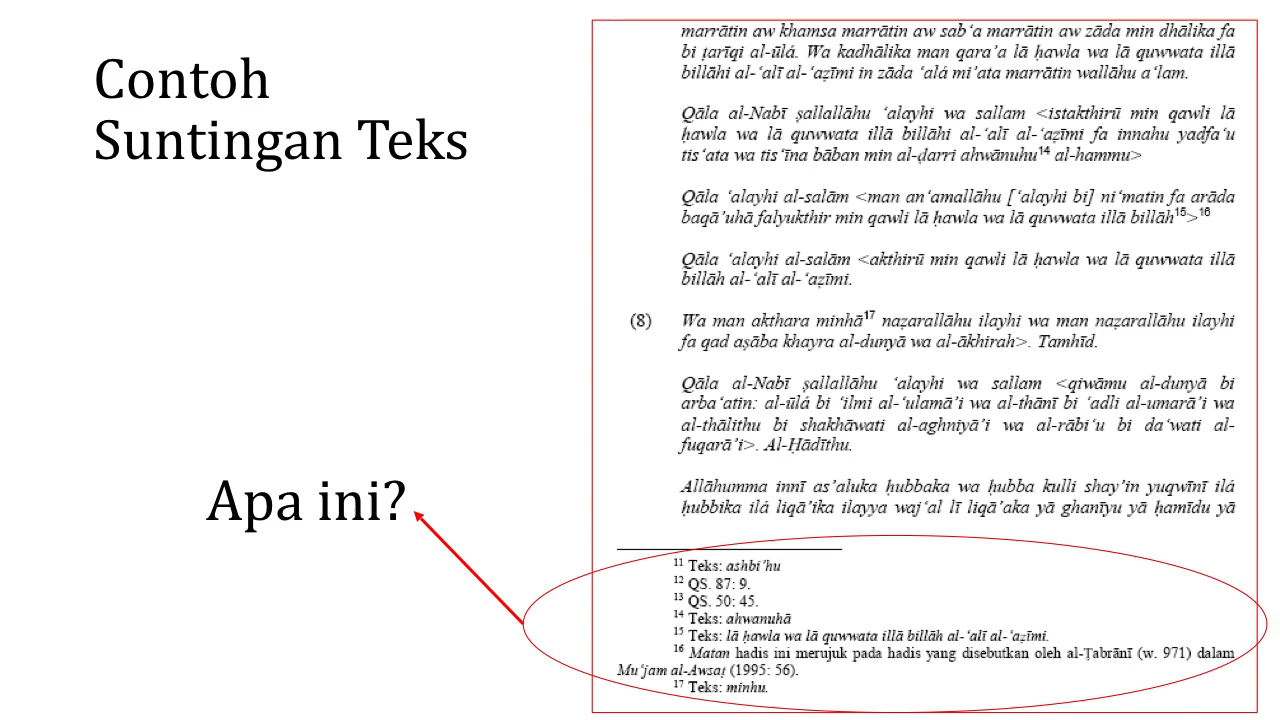 Contoh
Suntingan Teks
Apa ini?
marrātin aw khamsa marrātin aw sab‘a marrātin aw zāda min dhālika fa
bi ṭarīqi al-ūlá. Wa kadhālika man qara’a lā ḥawla wa lā quwwata illā
billāhi al-‘alī al-‘aẓīmi in zāda ‘alá mi’ata marrātin wallāhu a‘lam.
Qāla al-Nabī ṣallallāhu ‘alayhi wa sallam <istakthirū min qawli lā
ḥawla wa lā quwwata illā billāhi al-‘alī al-‘aẓīmi fa innahu yadfa‘u
tis‘ata wa tis‘īna bāban min al-ḍarri ahwānuhu¹⁴ al-hammu>
Qāla ‘alayhi al-salām <man an‘amallāhu [‘alayhi bi] ni‘matin fa arāda
baqā’uhā falyukthir min qawli lā ḥawla wa lā quwwata illā billāh¹⁵>¹⁶
Qāla ‘alayhi al-salām <akthirū min qawli lā ḥawla wa lā quwwata illā
billāh al-‘alī al-‘aẓīmi.
(8) Wa man akthara minhā¹⁷ naẓarallāhu ilayhi wa man naẓarallāhu ilayhi
fa qad aṣāba khayra al-dunyā wa al-ākhirah>. Tamhīd.
Qāla al-Nabī ṣallallāhu ‘alayhi wa sallam <qiwāmu al-dunyā bi
arba‘atin: al-ūlá bi ‘ilmi al-‘ulamā’i wa al-thānī bi ‘adli al-umarā’i wa
al-thālithu bi shakhāwati al-aghniyā’i wa al-rābi‘u bi da‘wati al-
fuqarā’i>. Al-Ḥādīthu.
Allāhumma innī as’aluka ḥubbaka wa ḥubba kulli shay’in yuqwīnī ilá
ḥubbika ilá liqā’ika ilayya waj‘al lī liqā’aka yā ghanīyu yā ḥamīdu yā
¹¹ Teks: ashbi’hu
¹² QS. 87: 9.
¹³ QS. 50: 45.
¹⁴ Teks: ahwanuhā
¹⁵ Teks: lā ḥawla wa lā quwwata illā billāh al-‘alī al-‘aẓīmi.
¹⁶ Matan hadis ini merujuk pada hadis yang disebutkan oleh al-Ṭabrānī (w. 971) dalam
Mu‘jam al-Awsaṭ (1995: 56).
¹⁷ Teks: minhu.